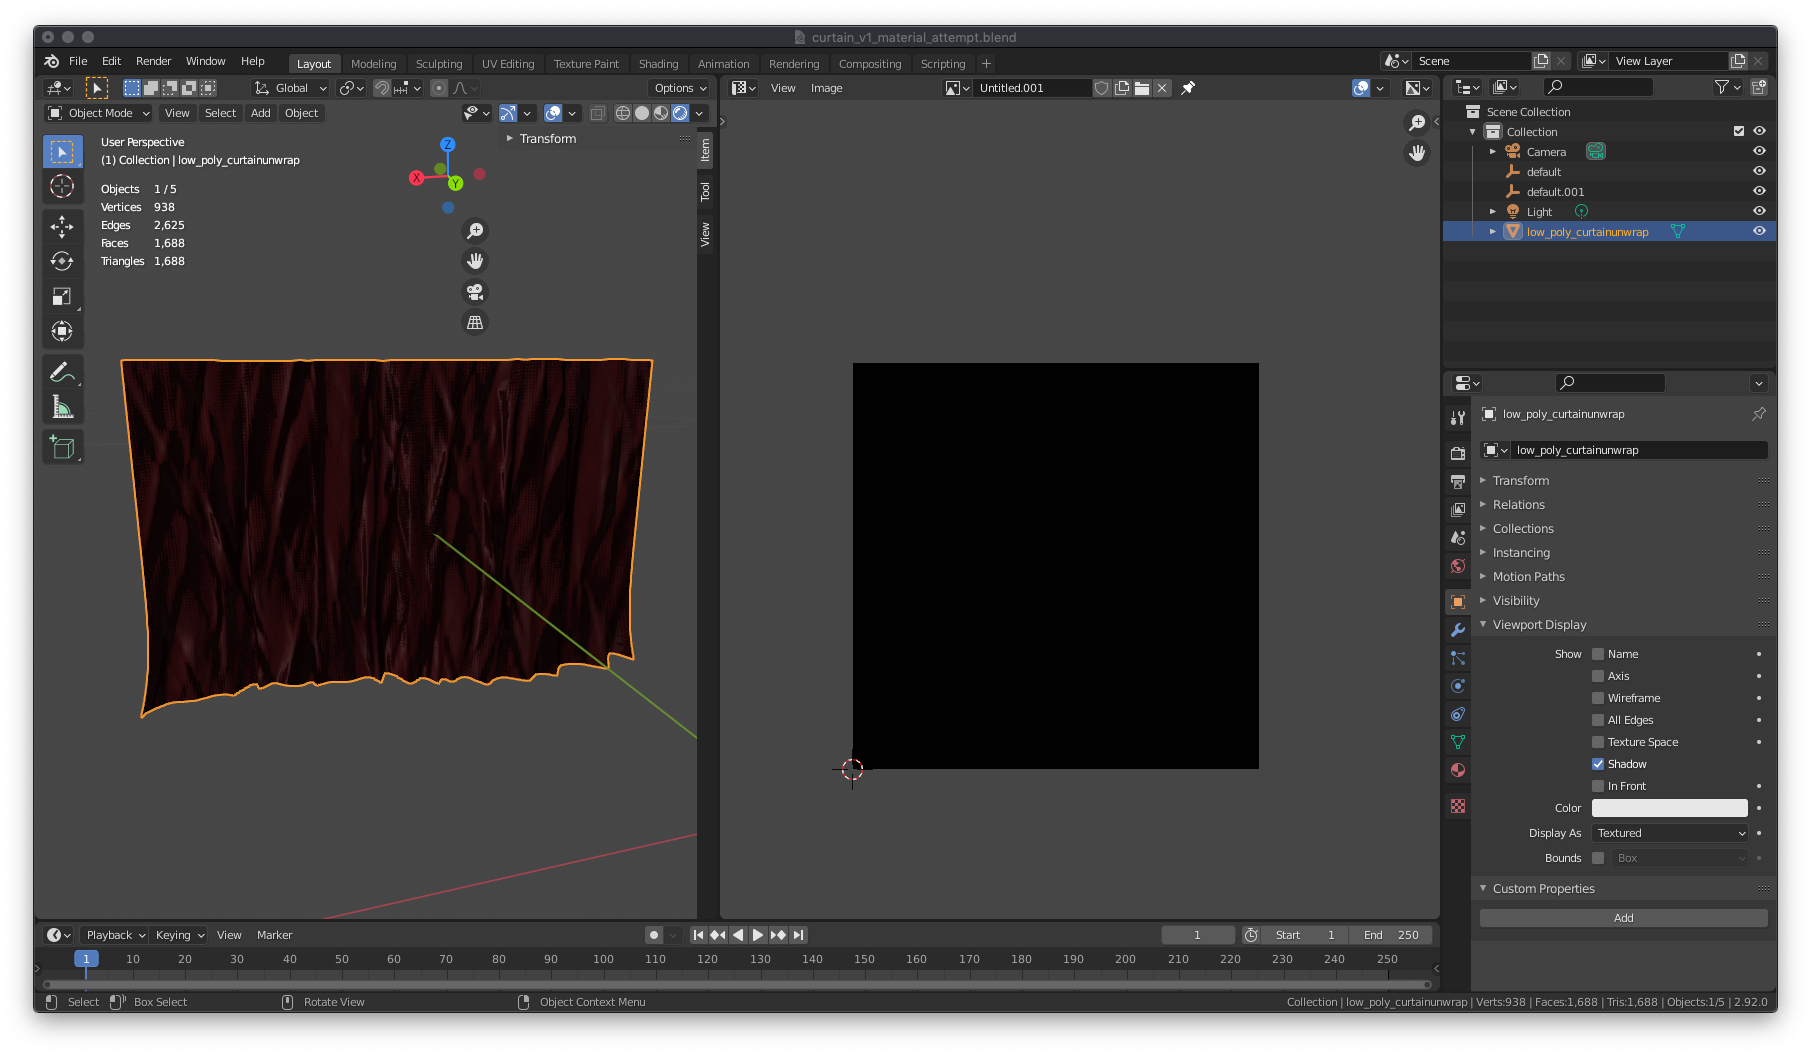 curtain_v1_material_attempt.blend
File Edit Render Window Help Layout Modeling Sculpting UV Editing Texture Paint Shading Animation Rendering Compositing Scripting + Scene View Layer
Global Options View Image Untitled.001
Object Mode View Select Add Object
User Perspective
(1) Collection | low_poly_curtainunwrap
Objects 1 / 5
Vertices 938
Edges 2,625
Faces 1,688
Triangles 1,688
Transform
Z
X
Y
Item
Tool
View
Scene Collection
Collection
Camera
default
default.001
Light
low_poly_curtainunwrap
low_poly_curtainunwrap
low_poly_curtainunwrap
Transform
Relations
Collections
Instancing
Motion Paths
Visibility
Viewport Display
Show Name
Axis
Wireframe
All Edges
Texture Space
Shadow
In Front
Color
Display As Textured
Bounds Box
Custom Properties
Add
Playback Keying View Marker 1 Start 1 End 250
1 10 20 30 40 50 60 70 80 90 100 110 120 130 140 150 160 170 180 190 200 210 220 230 240 250
Select Box Select Rotate View Object Context Menu Collection | low_poly_curtainunwrap | Verts:938 | Faces:1,688 | Tris:1,688 | Objects:1/5 | 2.92.0